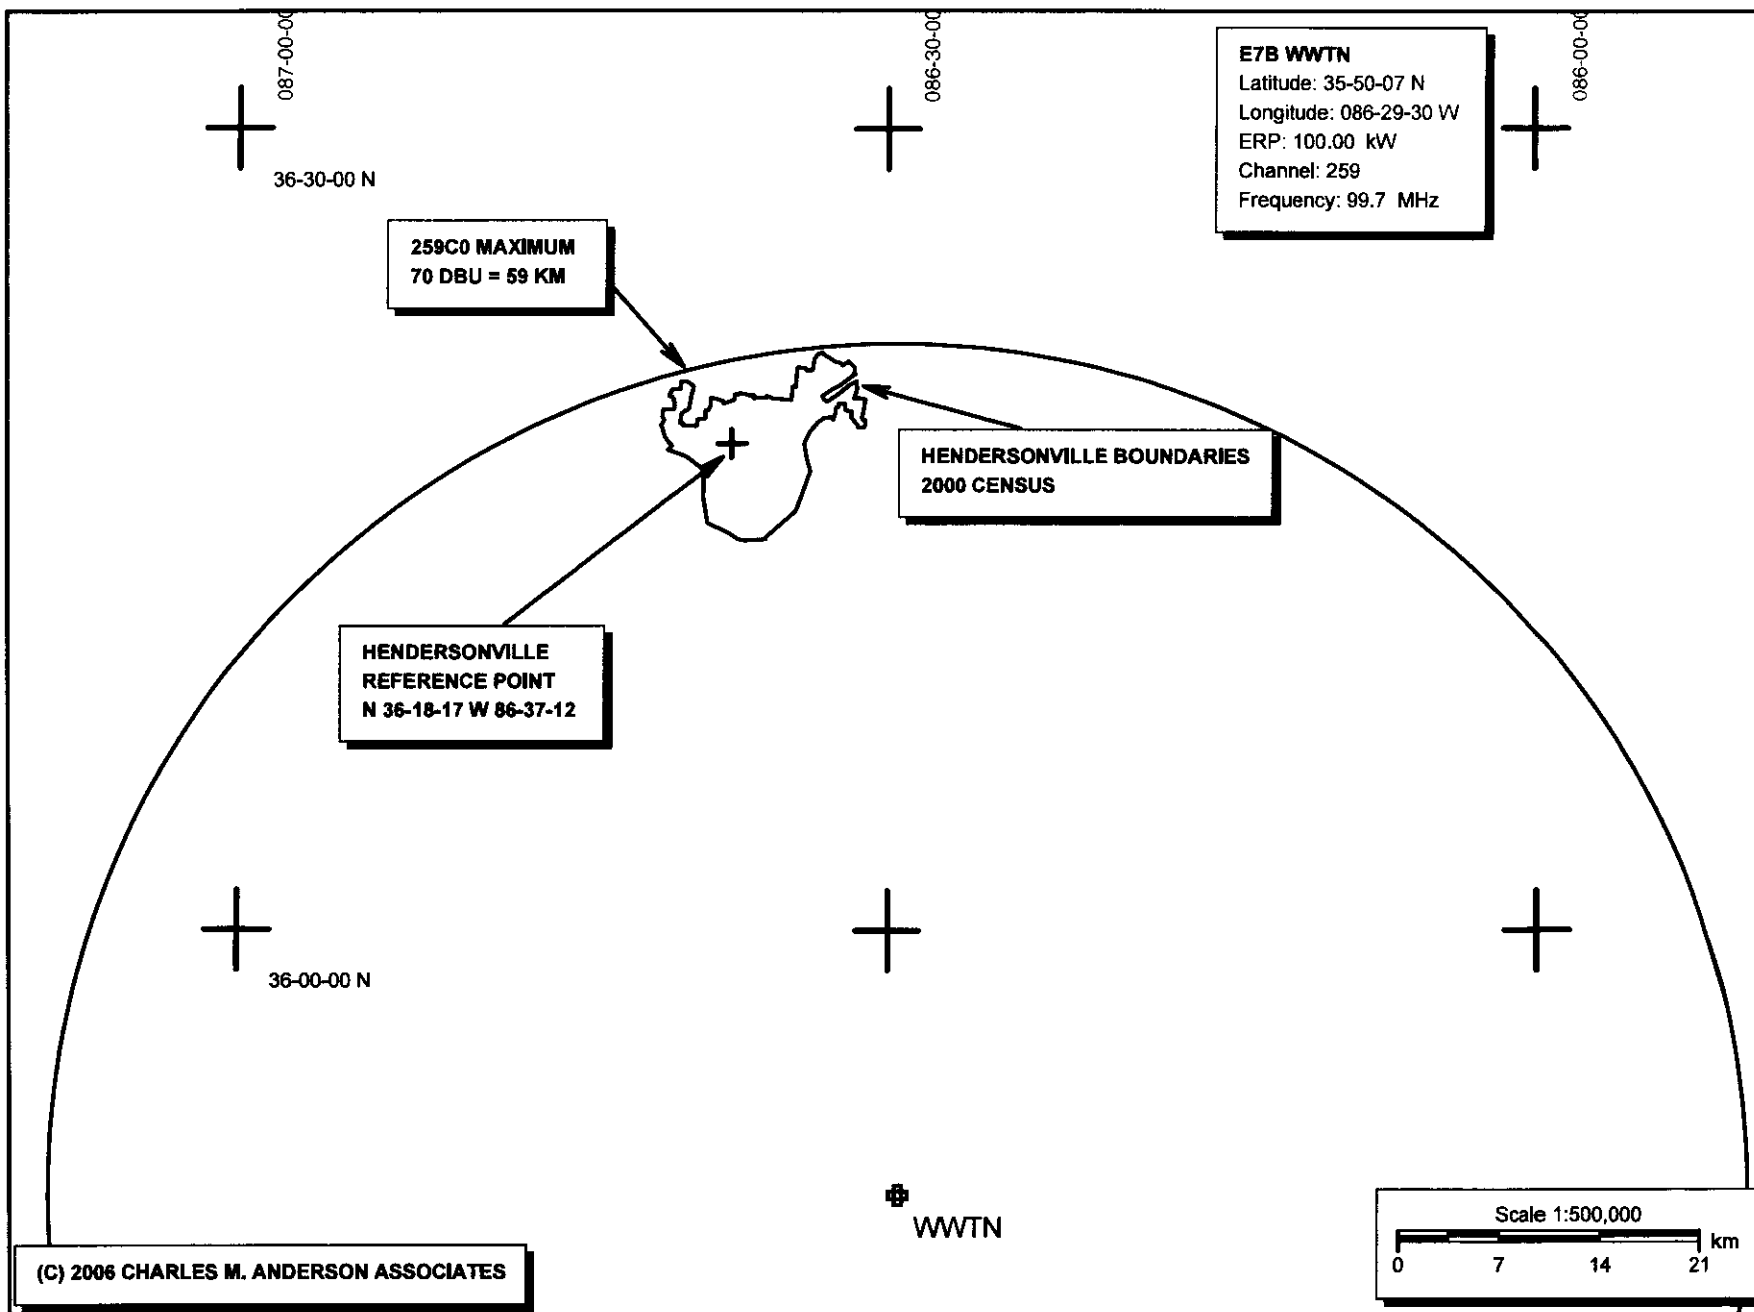 087-00-0
086-30-0
086-00-0
E7B WWTN
Latitude: 35-50-07 N
Longitude: 086-29-30 W
ERP: 100.00 kW
Channel: 259
Frequency: 99.7 MHz
36-30-00 N
259C0 MAXIMUM
70 DBU = 59 KM
HENDERSONVILLE BOUNDARIES
2000 CENSUS
HENDERSONVILLE
REFERENCE POINT
N 36-18-17 W 86-37-12
36-00-00 N
WWTN
Scale 1:500,000
km
0 7 14 21
(C) 2006 CHARLES M. ANDERSON ASSOCIATES